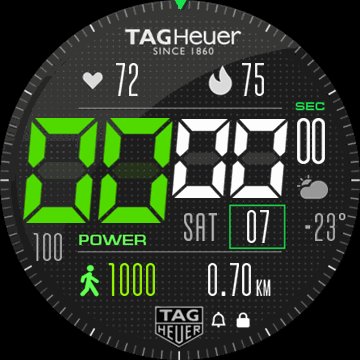 TAGHeuer
SINCE 1860
72 75
SEC
00 00 00
SAT 07 -23°
100 POWER
1000 0.70 KM
TAG
HEUER